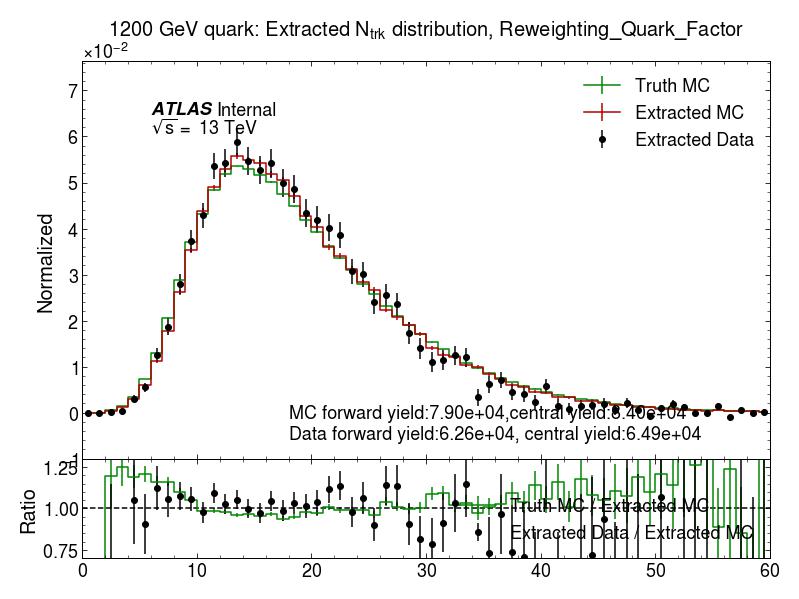 1200 GeV quark: Extracted N_trk distribution, Reweighting_Quark_Factor
×10⁻²
Truth MC
Extracted MC
Extracted Data
ATLAS Internal
√s = 13 TeV
Normalized
7
6
5
4
3
2
1
0
MC forward yield:7.90e+04,central yield:8.40e+04
Data forward yield:6.26e+04, central yield:6.49e+04
Ratio
1.25
1.00
0.75
Truth MC / Extracted MC
Extracted Data / Extracted MC
0 10 20 30 40 50 60